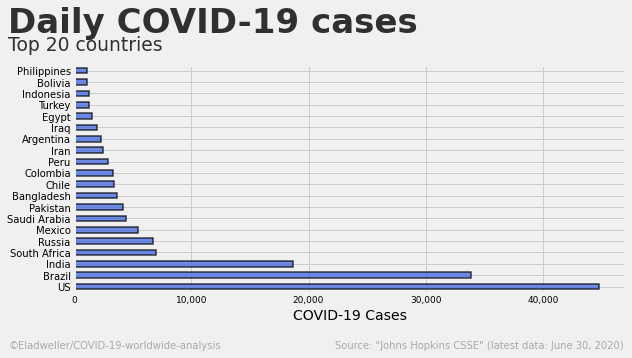 Daily COVID-19 cases
Top 20 countries
Philippines
Bolivia
Indonesia
Turkey
Egypt
Iraq
Argentina
Iran
Peru
Colombia
Chile
Bangladesh
Pakistan
Saudi Arabia
Mexico
Russia
South Africa
India
Brazil
US
0 10,000 20,000 30,000 40,000
COVID-19 Cases
©Eladweller/COVID-19-worldwide-analysis Source: "Johns Hopkins CSSE" (latest data: June 30, 2020)